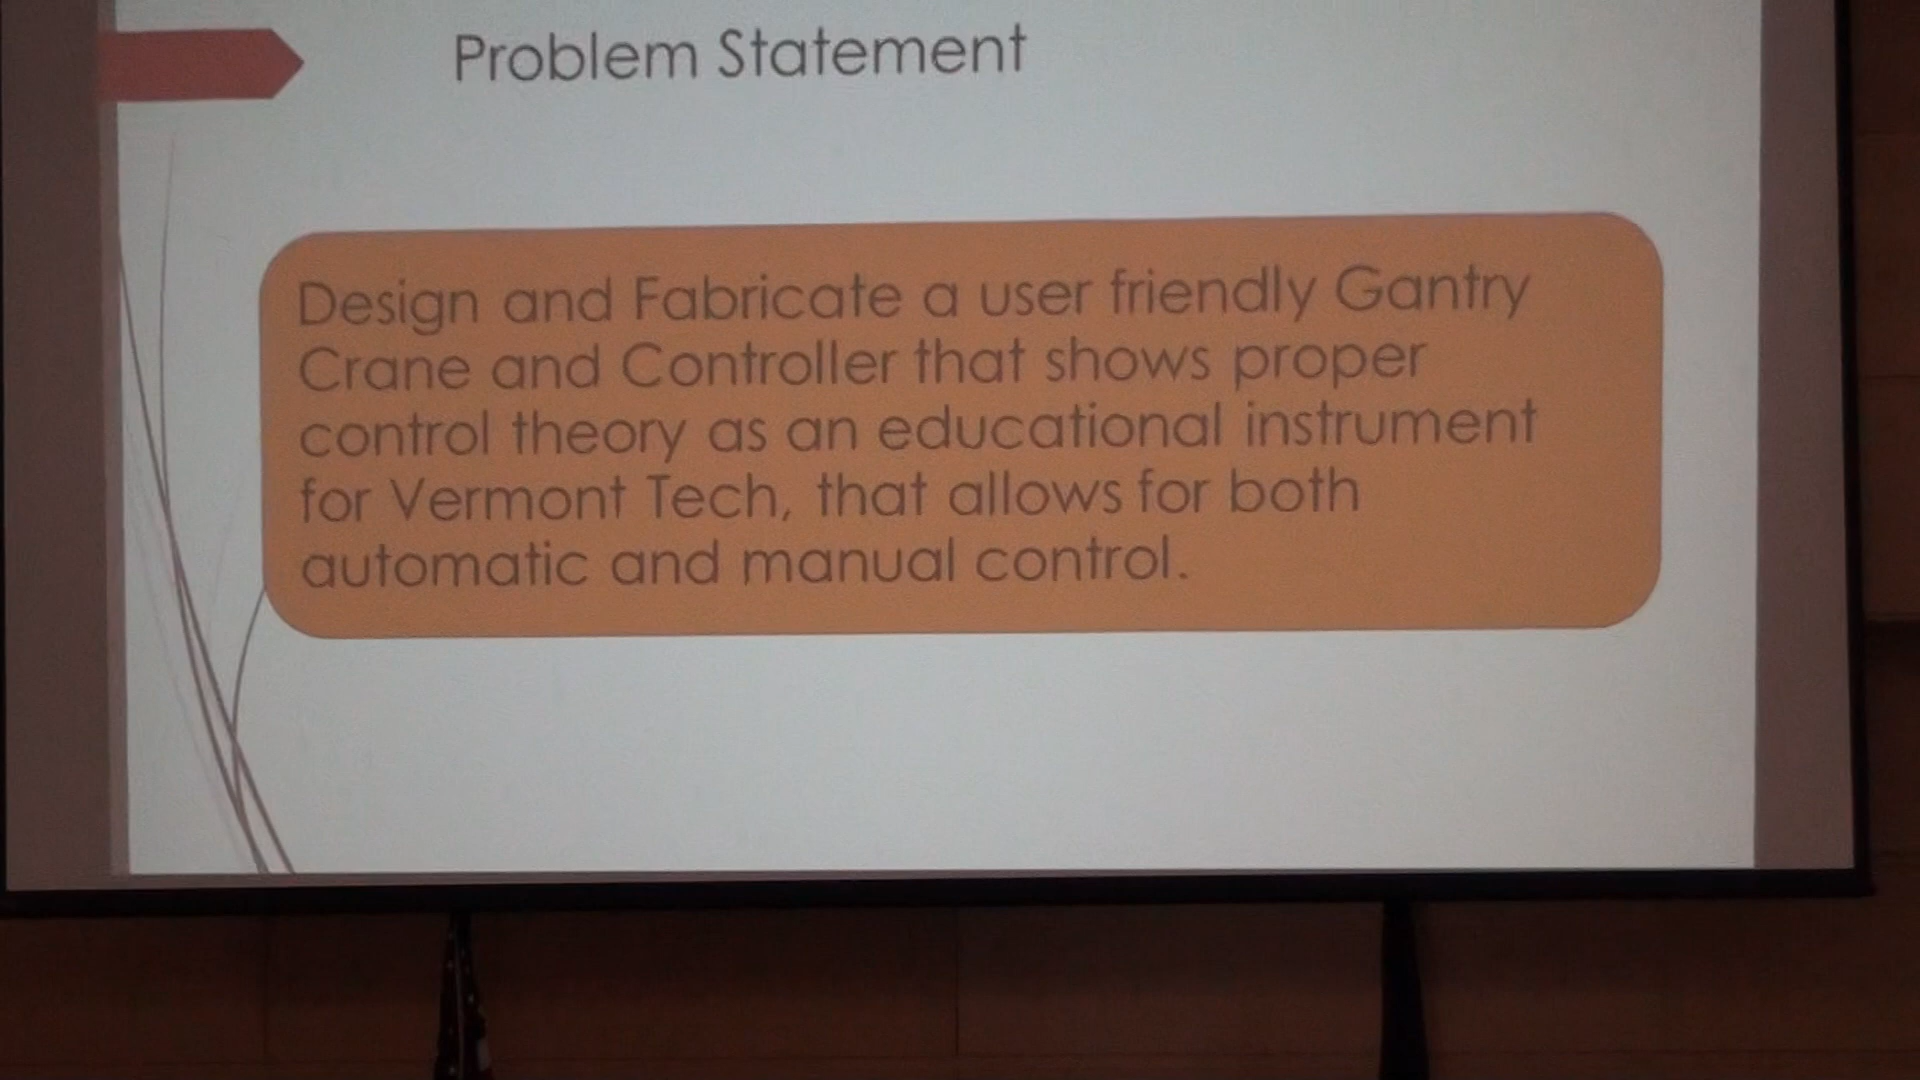 Problem Statement
Design and Fabricate a user friendly Gantry
Crane and Controller that shows proper
control theory as an educational instrument
for Vermont Tech, that allows for both
automatic and manual control.